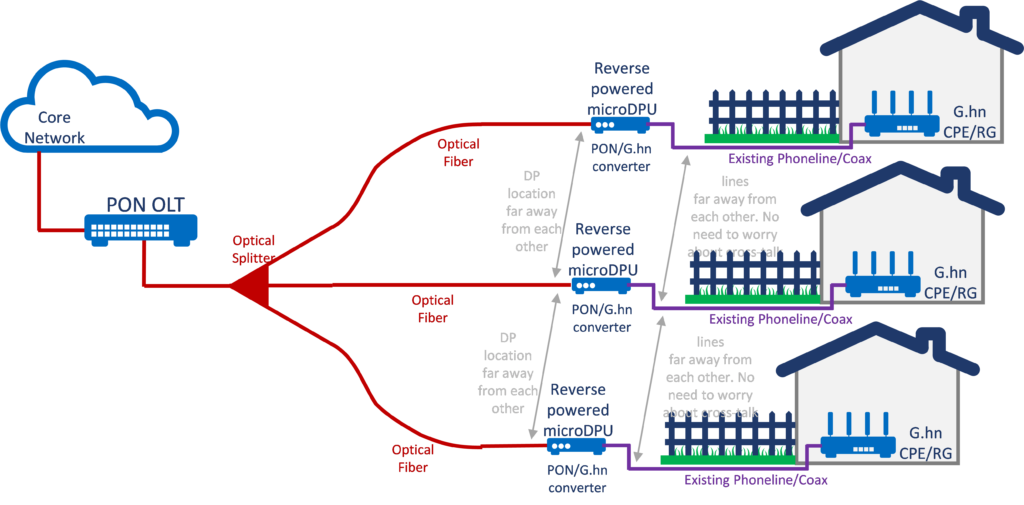 Core
Network
PON OLT
Optical
Splitter
Optical
Fiber
Reverse
powered
microDPU
PON/G.hn
converter
Existing Phoneline/Coax
G.hn
CPE/RG
DP
location
far away
from each
other
lines
far away from
each other. No
need to worry
about cross-talk
Optical
Fiber
Reverse
powered
microDPU
PON/G.hn
converter
Existing Phoneline/Coax
G.hn
CPE/RG
DP
location
far away
from each
other
lines
far away from
each other. No
need to worry
about cross-talk
Optical
Fiber
Reverse
powered
microDPU
PON/G.hn
converter
Existing Phoneline/Coax
G.hn
CPE/RG